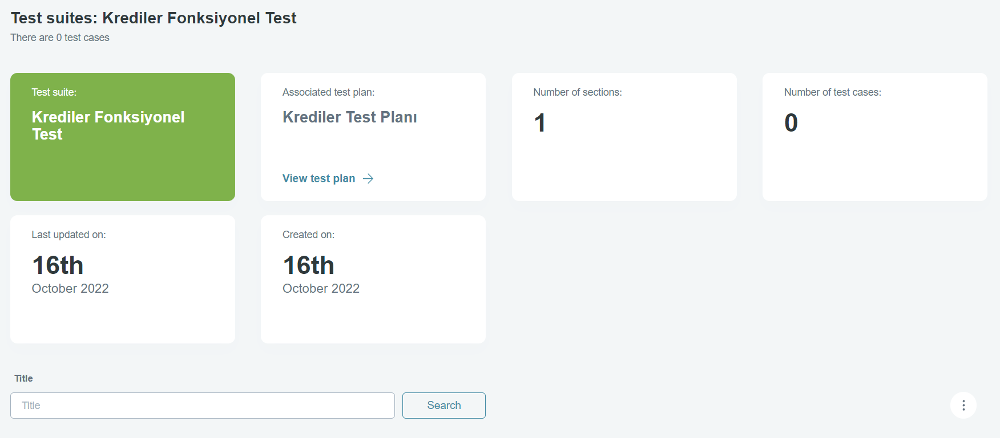 Test suites: Krediler Fonksiyonel Test
There are 0 test cases
Test suite:
Krediler Fonksiyonel
Test
Associated test plan:
Krediler Test Planı
View test plan
Number of sections:
1
Number of test cases:
0
Last updated on:
16th
October 2022
Created on:
16th
October 2022
Title
Title
Search